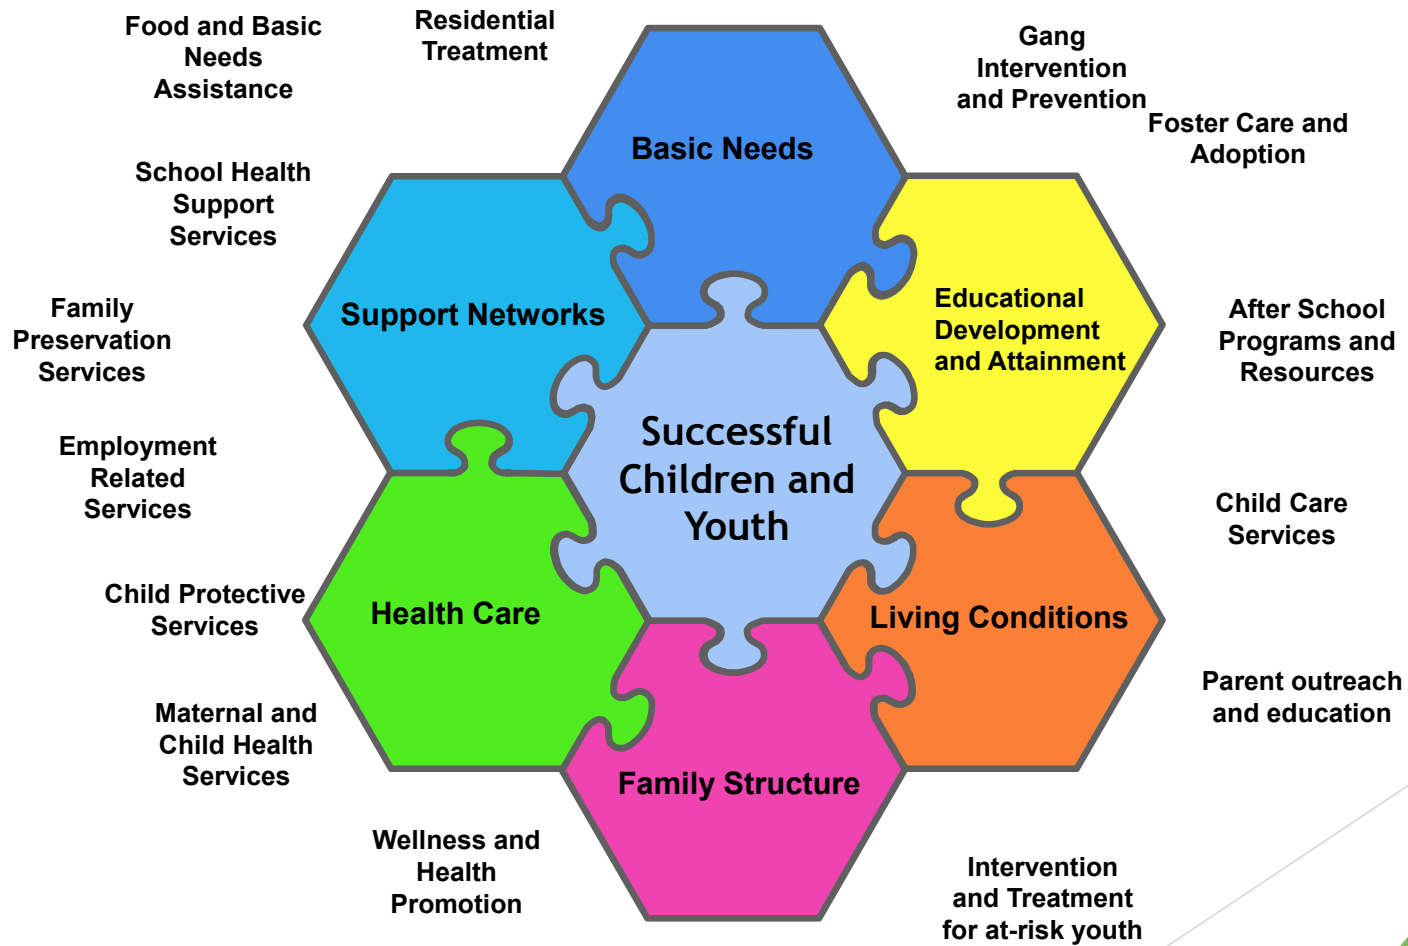 Food and Basic
Needs
Assistance
Residential
Treatment
Gang
Intervention
and Prevention
Foster Care and
Adoption
Basic Needs
School Health
Support
Services
Support Networks
Educational
Development
and Attainment
Family
Preservation
Services
After School
Programs and
Resources
Successful
Children and
Youth
Employment
Related
Services
Child Care
Services
Child Protective
Services
Health Care
Living Conditions
Parent outreach
and education
Maternal and
Child Health
Services
Family Structure
Wellness and
Health
Promotion
Intervention
and Treatment
for at-risk youth